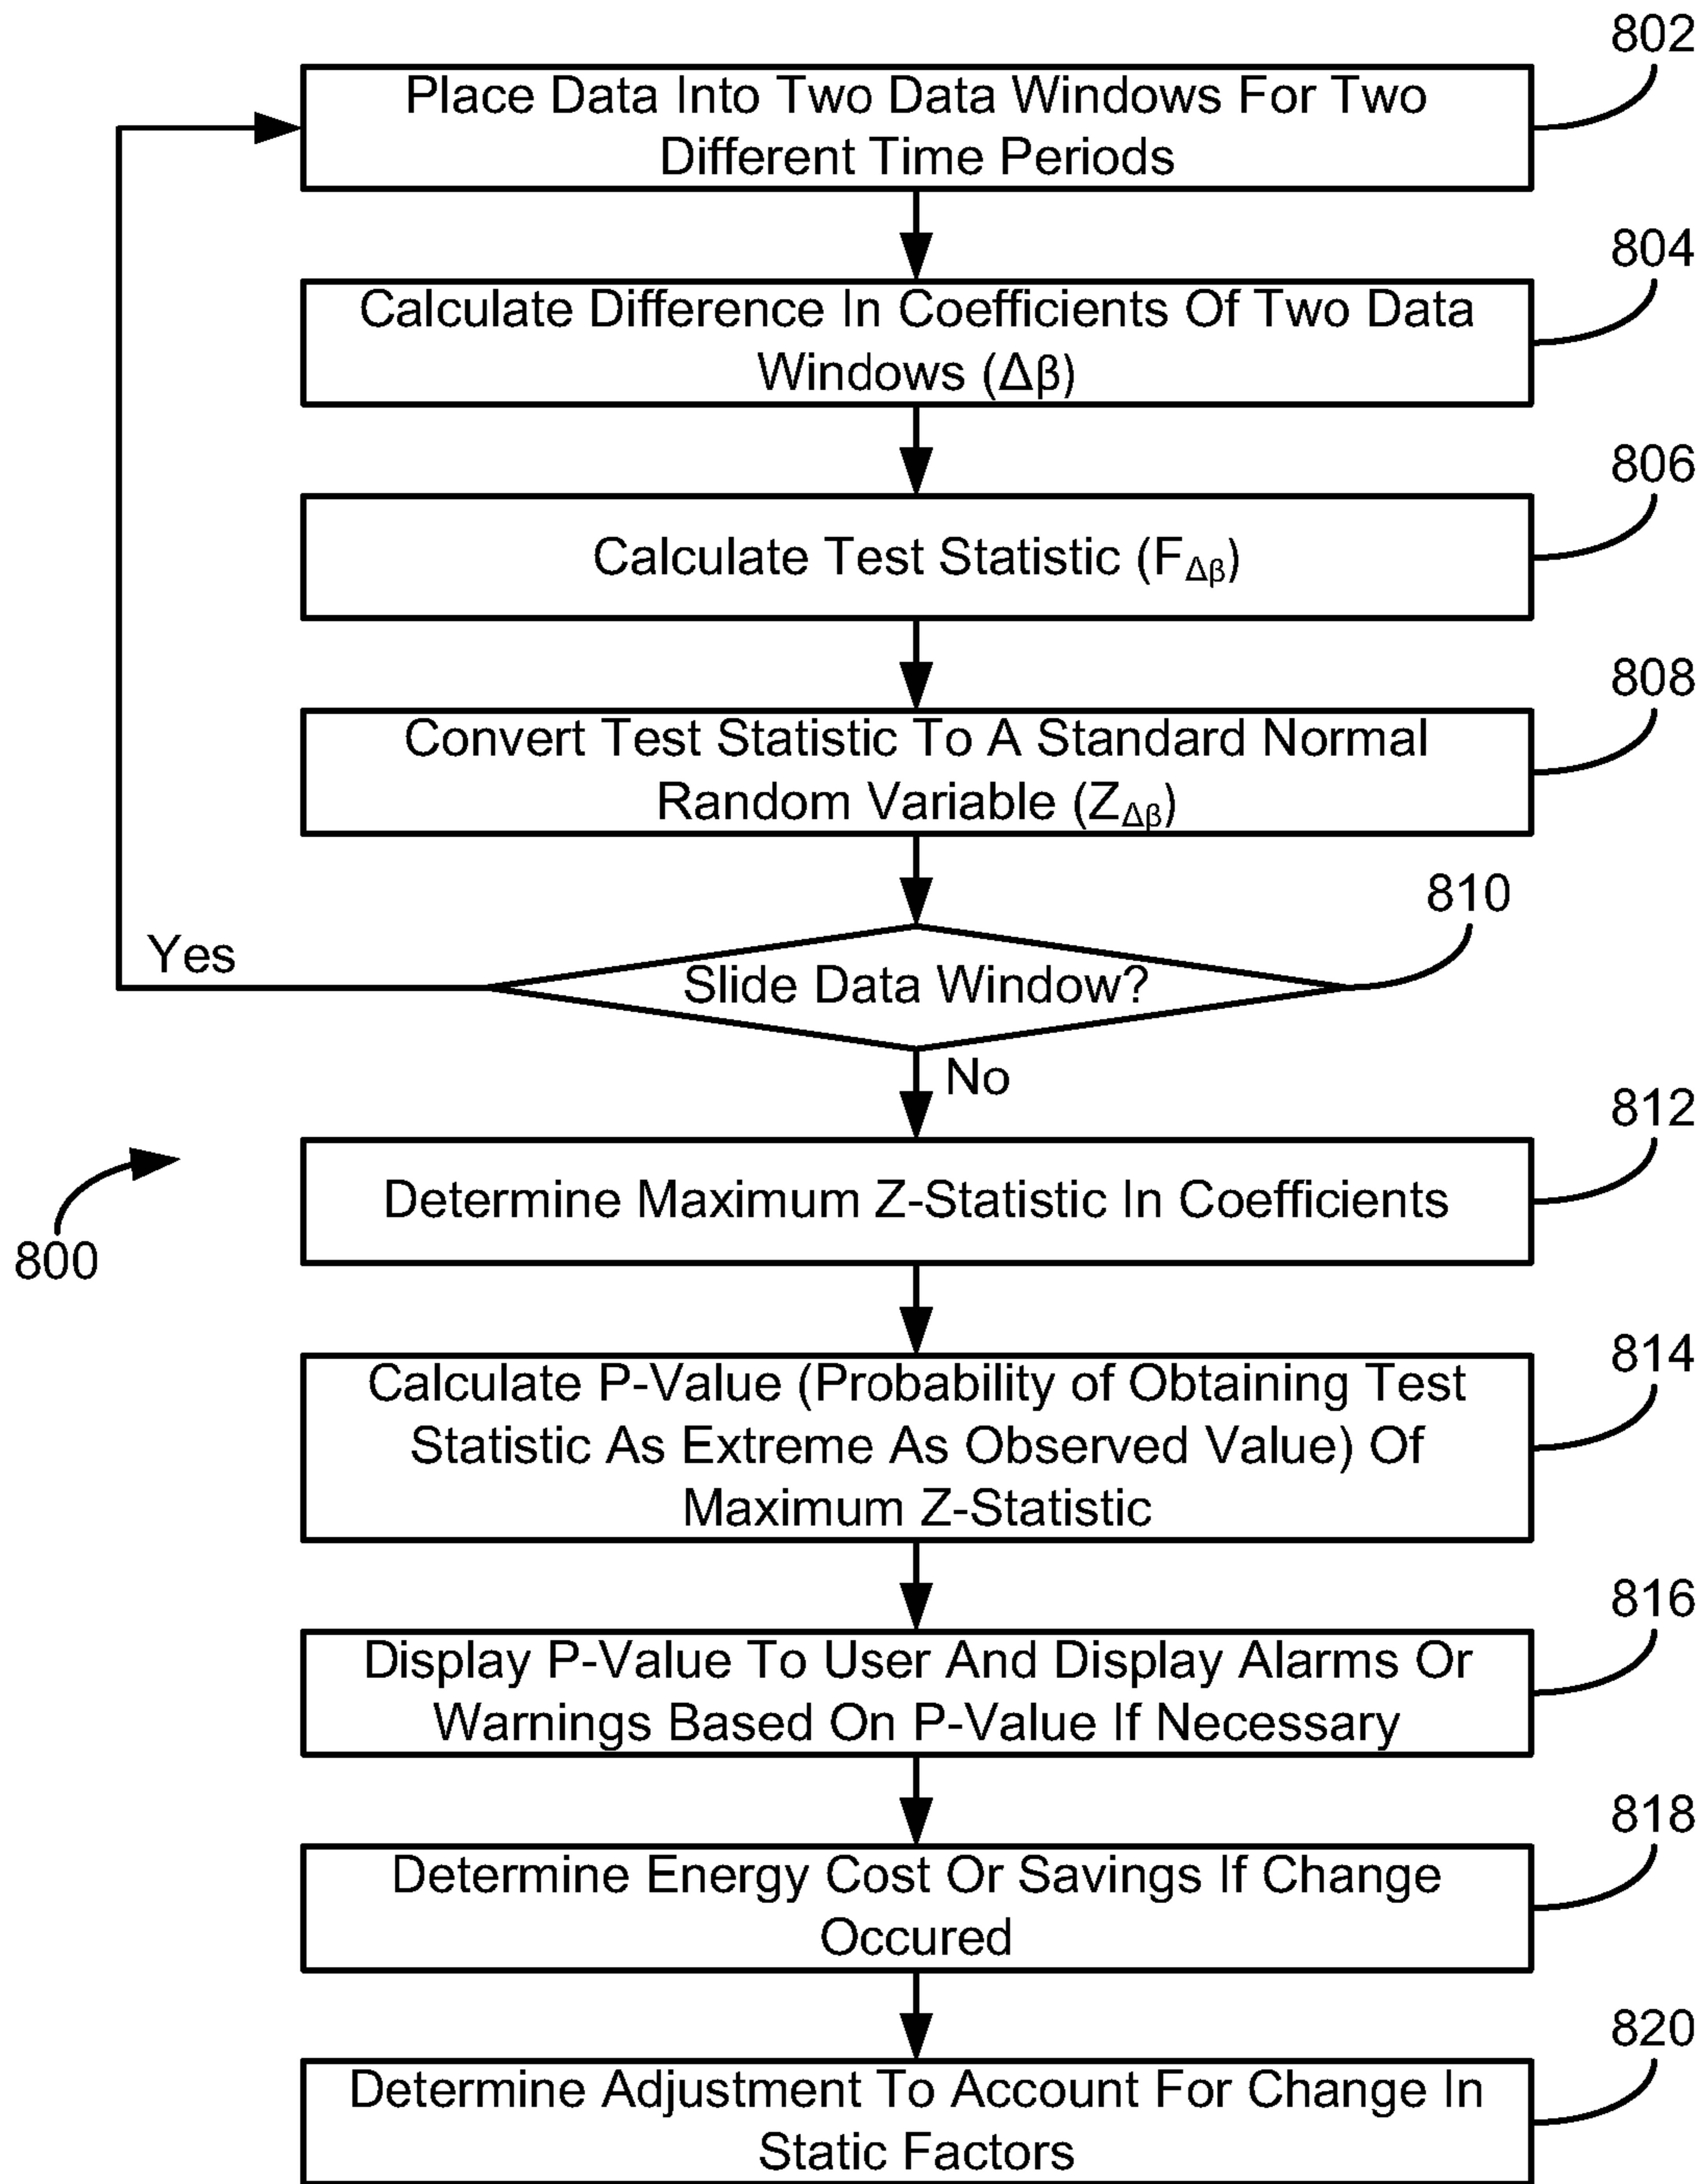 802
Place Data Into Two Data Windows For Two
Different Time Periods
804
Calculate Difference In Coefficients Of Two Data
Windows (Δβ)
806
Calculate Test Statistic (FΔβ)
808
Convert Test Statistic To A Standard Normal
Random Variable (ZΔβ)
810
Yes
Slide Data Window?
No
812
Determine Maximum Z-Statistic In Coefficients
800
814
Calculate P-Value (Probability of Obtaining Test
Statistic As Extreme As Observed Value) Of
Maximum Z-Statistic
816
Display P-Value To User And Display Alarms Or
Warnings Based On P-Value If Necessary
818
Determine Energy Cost Or Savings If Change
Occured
820
Determine Adjustment To Account For Change In
Static Factors